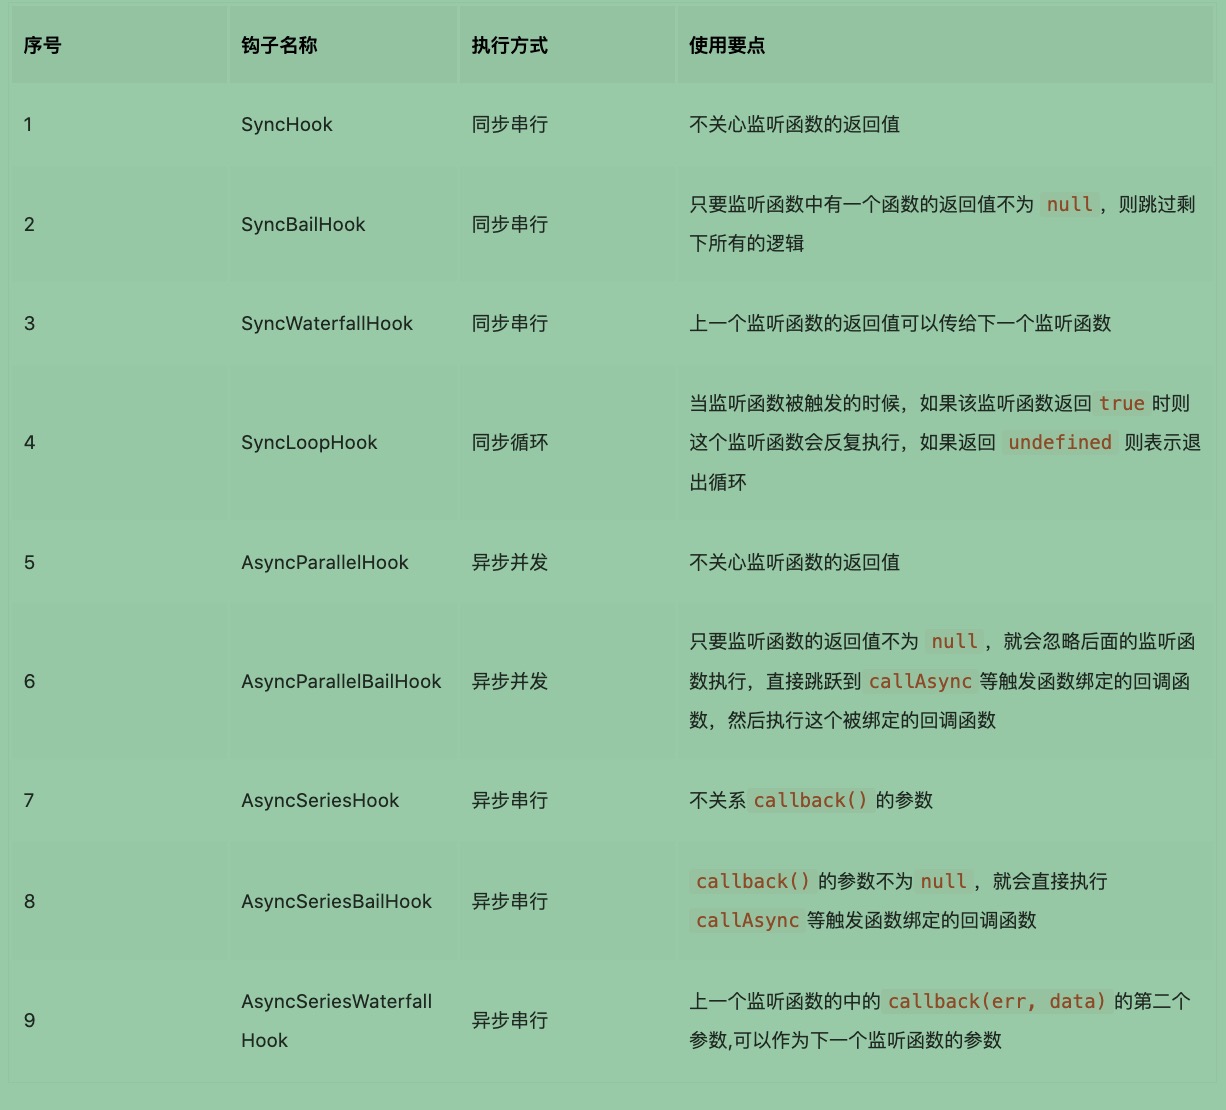 序号 钩子名称 执行方式 使用要点
1 SyncHook 同步串行 不关心监听函数的返回值
2 SyncBailHook 同步串行 只要监听函数中有一个函数的返回值不为 null ，则跳过剩
下所有的逻辑
3 SyncWaterfallHook 同步串行 上一个监听函数的返回值可以传给下一个监听函数
4 SyncLoopHook 同步循环 当监听函数被触发的时候，如果该监听函数返回 true 时则
这个监听函数会反复执行，如果返回 undefined 则表示退
出循环
5 AsyncParallelHook 异步并发 不关心监听函数的返回值
6 AsyncParallelBailHook 异步并发 只要监听函数的返回值不为 null ，就会忽略后面的监听函
数执行，直接跳跃到 callAsync 等触发函数绑定的回调函
数，然后执行这个被绑定的回调函数
7 AsyncSeriesHook 异步串行 不关系 callback() 的参数
8 AsyncSeriesBailHook 异步串行 callback() 的参数不为 null ，就会直接执行
callAsync 等触发函数绑定的回调函数
9 AsyncSeriesWaterfall
Hook 异步串行 上一个监听函数的中的 callback(err, data) 的第二个
参数,可以作为下一个监听函数的参数